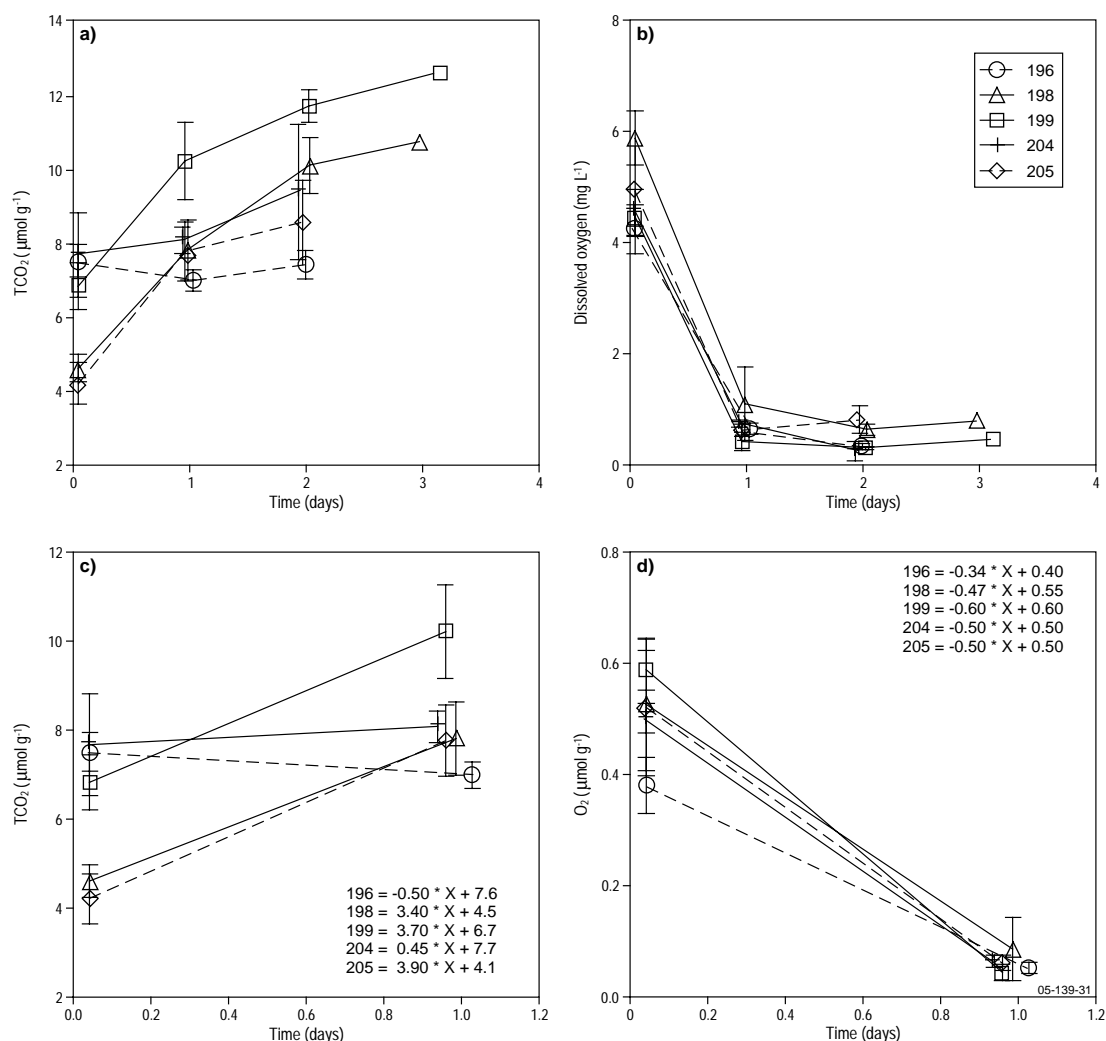 a)
14
12
10
8
6
4
2
TCO₂ (µmol g⁻¹)
0
1
2
3
4
Time (days)
b)
8
6
4
2
0
Dissolved oxygen (mg L⁻¹)
196
198
199
204
205
0
1
2
3
4
Time (days)
c)
12
10
8
6
4
2
TCO₂ (µmol g⁻¹)
196 = -0.50 * X + 7.6
198 = 3.40 * X + 4.5
199 = 3.70 * X + 6.7
204 = 0.45 * X + 7.7
205 = 3.90 * X + 4.1
0.0
0.2
0.4
0.6
0.8
1.0
1.2
Time (days)
d)
0.8
0.6
0.4
0.2
0.0
O₂ (µmol g⁻¹)
196 = -0.34 * X + 0.40
198 = -0.47 * X + 0.55
199 = -0.60 * X + 0.60
204 = -0.50 * X + 0.50
205 = -0.50 * X + 0.50
05-139-31
0.0
0.2
0.4
0.6
0.8
1.0
1.2
Time (days)